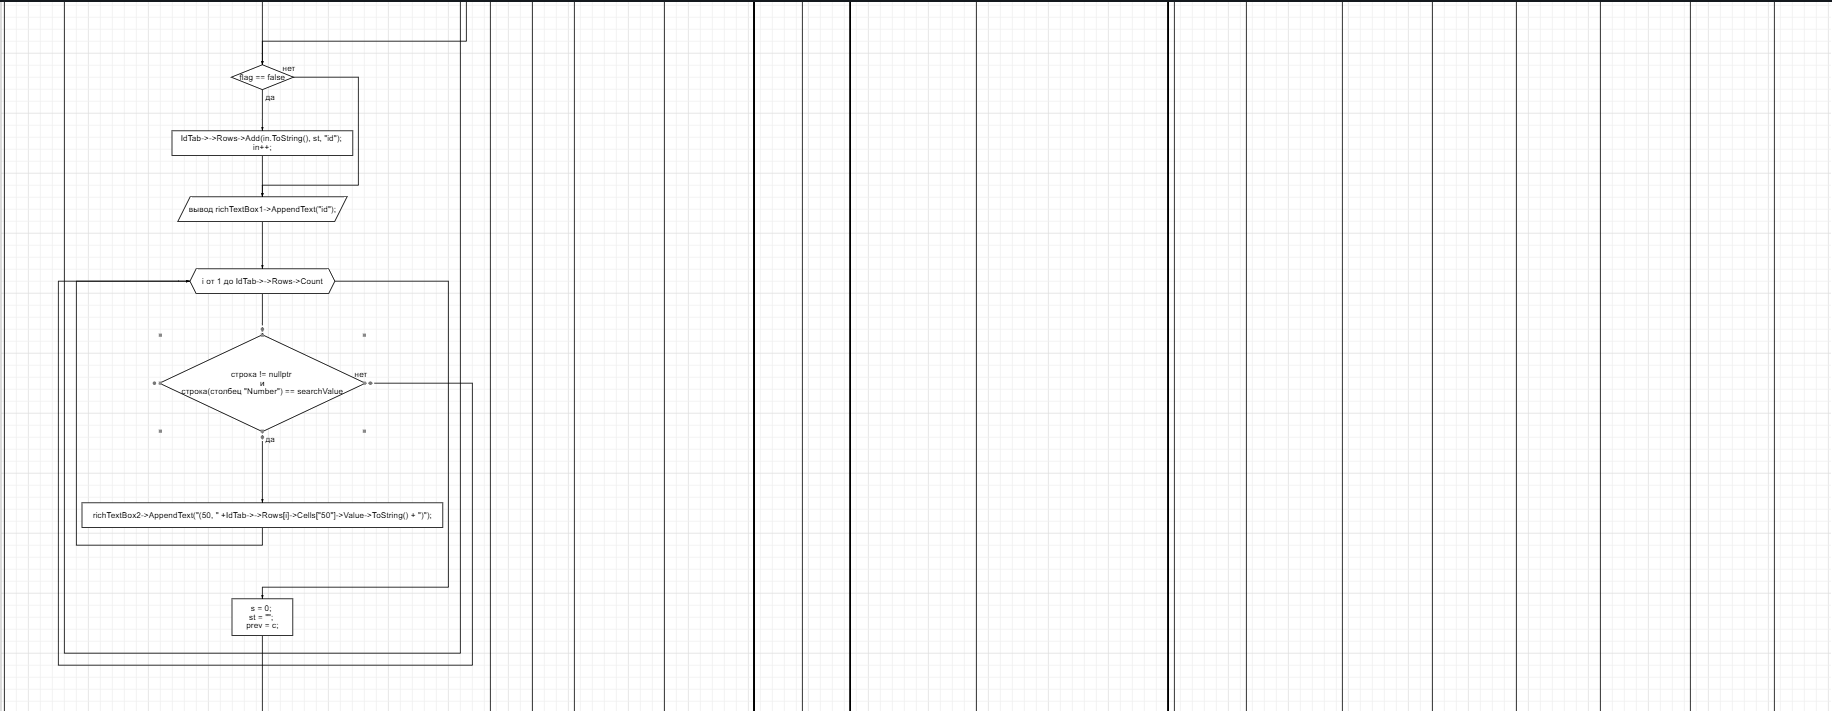 нет
flag == false
да
IdTab->->Rows->Add(in.ToString(), st, "id");
in++;
вывод richTextBox1->AppendText("id");
i от 1 до IdTab->->Rows->Count
строка != nullptr
и
нет
строка(столбец "Number") == searchValue
да
richTextBox2->AppendText("(50, " +IdTab->->Rows[i]->Cells["50"]->Value->ToString() + ")");
s = 0;
st = "";
prev = c;